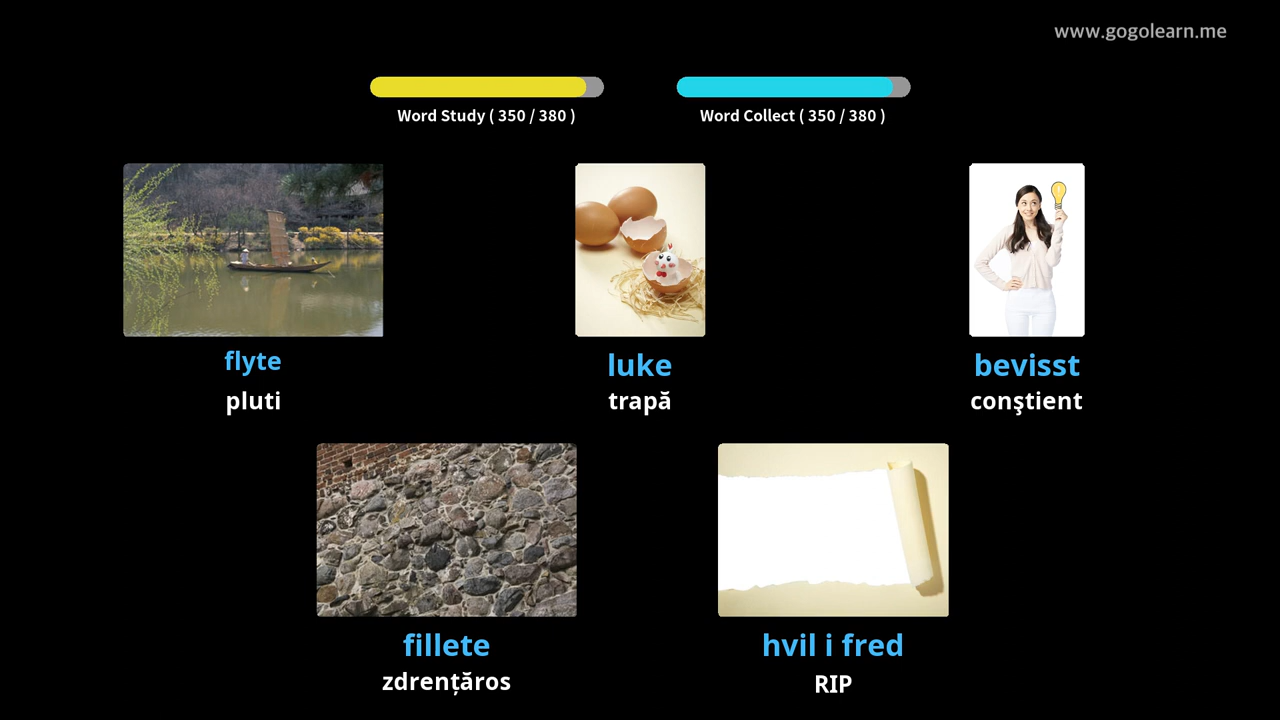 www.gogolearn.me
Word Study ( 350 / 380 )
Word Collect ( 350 / 380 )
flyte
pluti
luke
trapă
bevisst
conştient
fillete
zdrențăros
hvil i fred
RIP